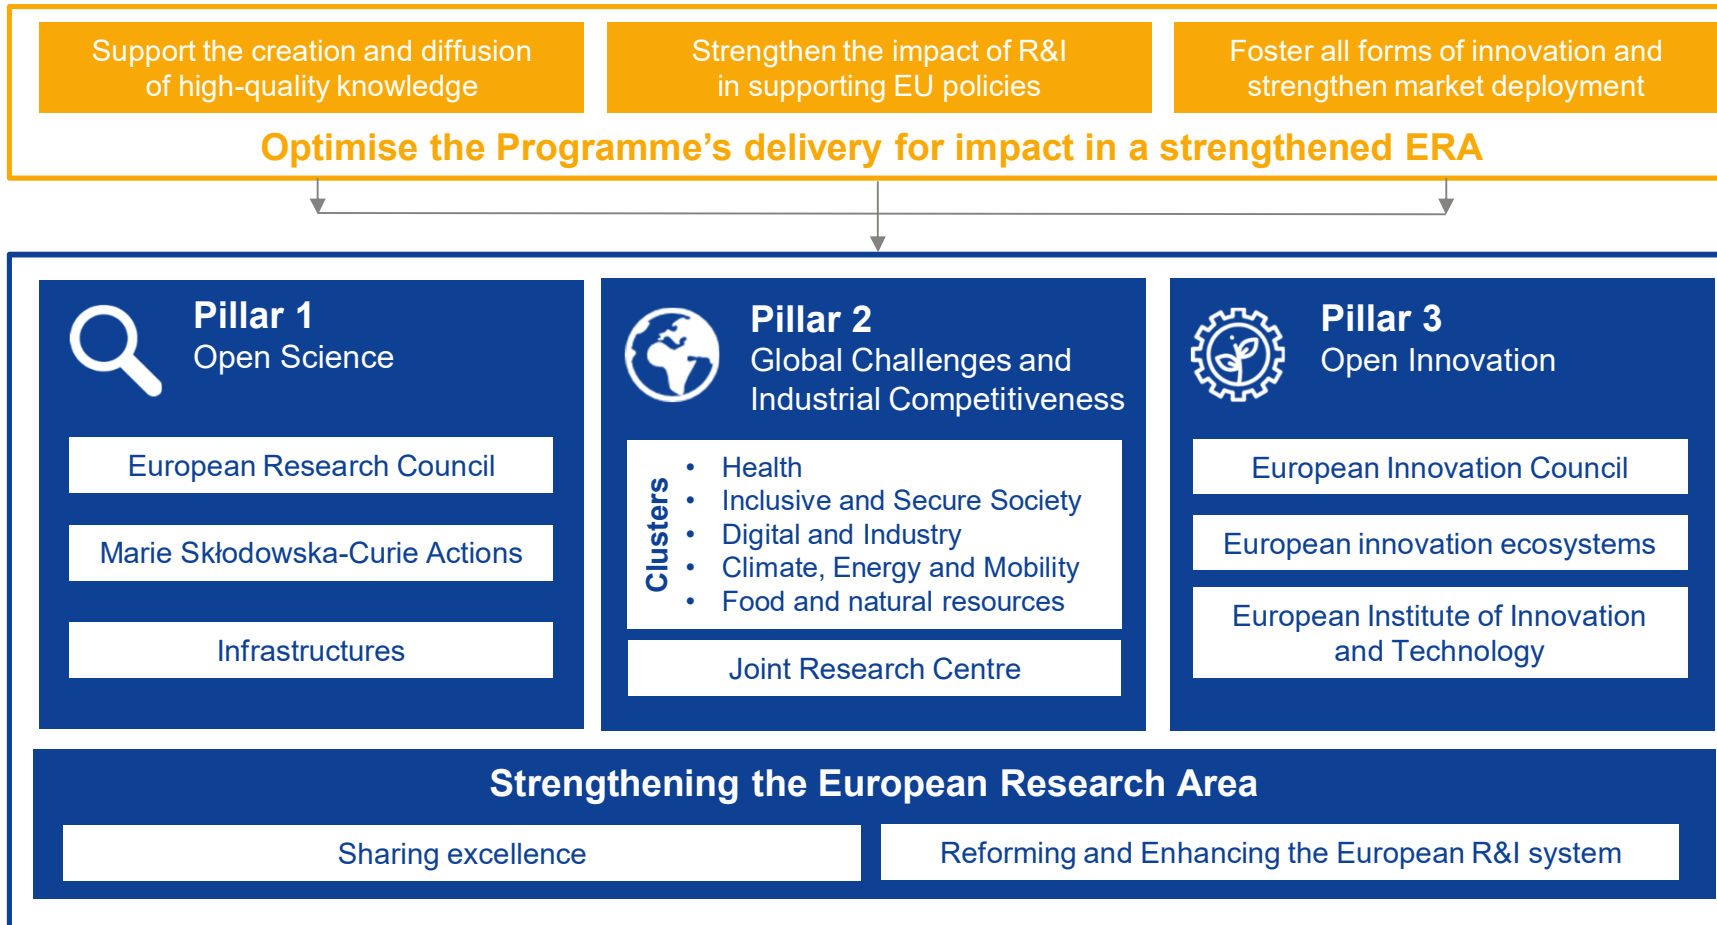 Support the creation and diffusion
of high-quality knowledge
Strengthen the impact of R&I
in supporting EU policies
Foster all forms of innovation and
strengthen market deployment
Optimise the Programme’s delivery for impact in a strengthened ERA
Pillar 1
Open Science
European Research Council
Marie Skłodowska-Curie Actions
Infrastructures
Pillar 2
Global Challenges and
Industrial Competitiveness
Clusters
• Health
• Inclusive and Secure Society
• Digital and Industry
• Climate, Energy and Mobility
• Food and natural resources
Joint Research Centre
Pillar 3
Open Innovation
European Innovation Council
European innovation ecosystems
European Institute of Innovation
and Technology
Strengthening the European Research Area
Sharing excellence
Reforming and Enhancing the European R&I system